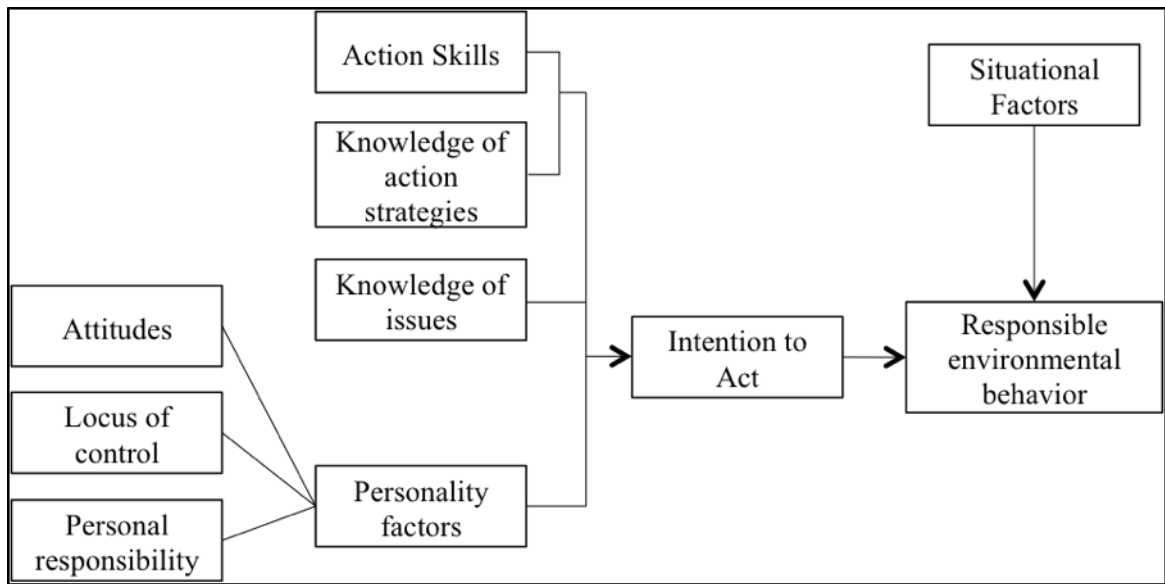 Action Skills
Situational
Factors
Knowledge of
action
strategies
Knowledge of
issues
Attitudes
Intention to
Act
Responsible
environmental
behavior
Locus of
control
Personality
factors
Personal
responsibility